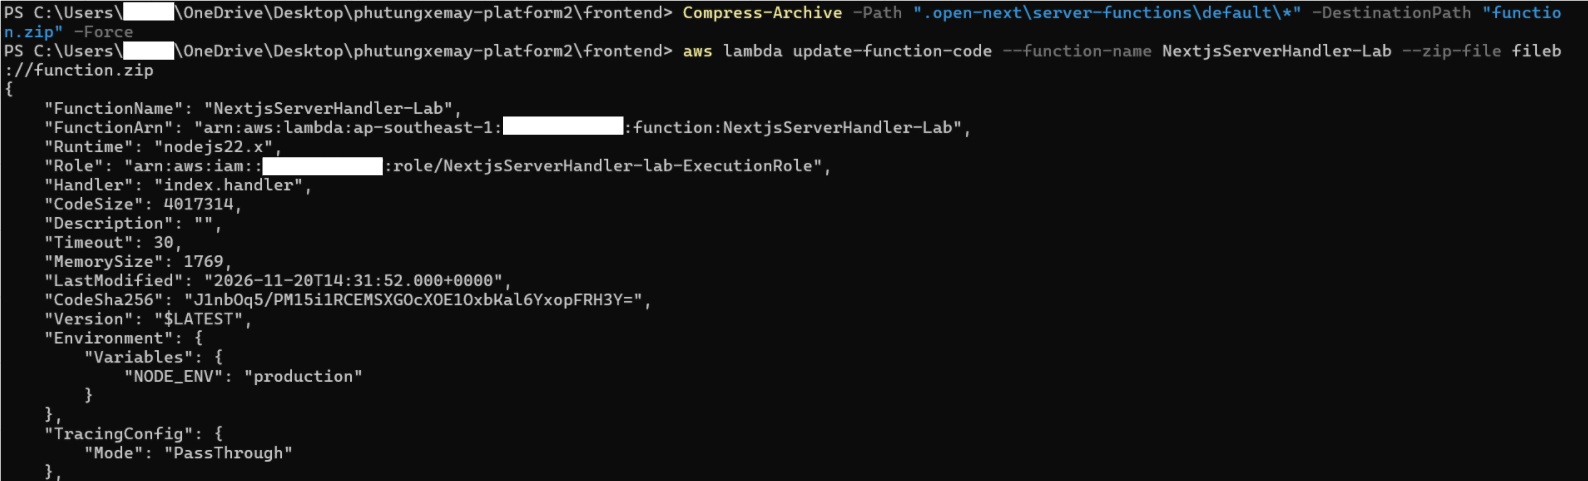 PS C:\Users\      \OneDrive\Desktop\phutungxemay-platform2\frontend> Compress-Archive -Path ".open-next\server-functions\default\*" -DestinationPath "functio
n.zip" -Force
PS C:\Users\      \OneDrive\Desktop\phutungxemay-platform2\frontend> aws lambda update-function-code --function-name NextjsServerHandler-Lab --zip-file fileb
://function.zip
{
    "FunctionName": "NextjsServerHandler-Lab",
    "FunctionArn": "arn:aws:lambda:ap-southeast-1:            :function:NextjsServerHandler-Lab",
    "Runtime": "nodejs22.x",
    "Role": "arn:aws:iam::            :role/NextjsServerHandler-lab-ExecutionRole",
    "Handler": "index.handler",
    "CodeSize": 4017314,
    "Description": "",
    "Timeout": 30,
    "MemorySize": 1769,
    "LastModified": "2026-11-20T14:31:52.000+0000",
    "CodeSha256": "J1nbOq5/PM15i1RCEMSXGOcXOE1OxbKal6YxopFRH3Y=",
    "Version": "$LATEST",
    "Environment": {
        "Variables": {
            "NODE_ENV": "production"
        }
    },
    "TracingConfig": {
        "Mode": "PassThrough"
    },